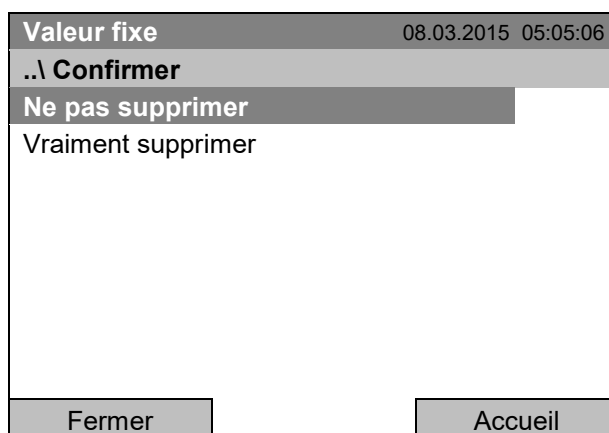 Valeur fixe 08.03.2015 05:05:06
..\ Confirmer
Ne pas supprimer
Vraiment supprimer
Fermer Accueil